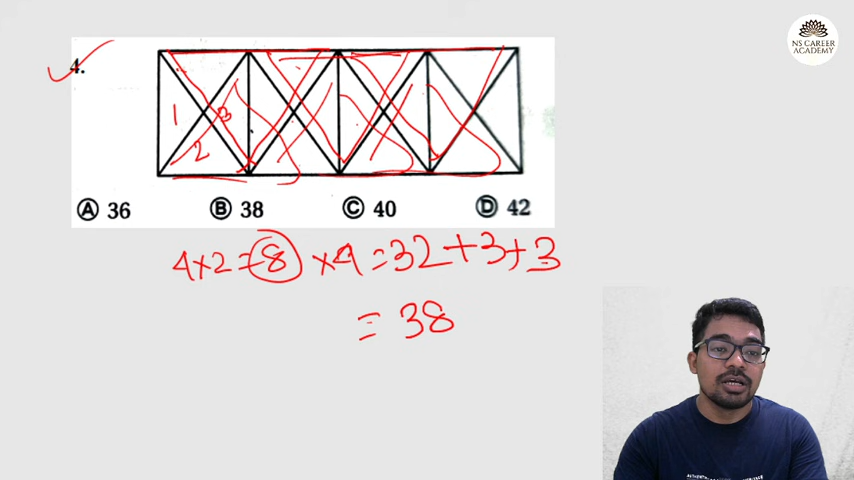 NS CAREER
ACADEMY
4.
1
3
2
Ⓐ 36 Ⓑ 38 Ⓒ 40 Ⓓ 42
4×2=8 ×4=32+3+3
= 38